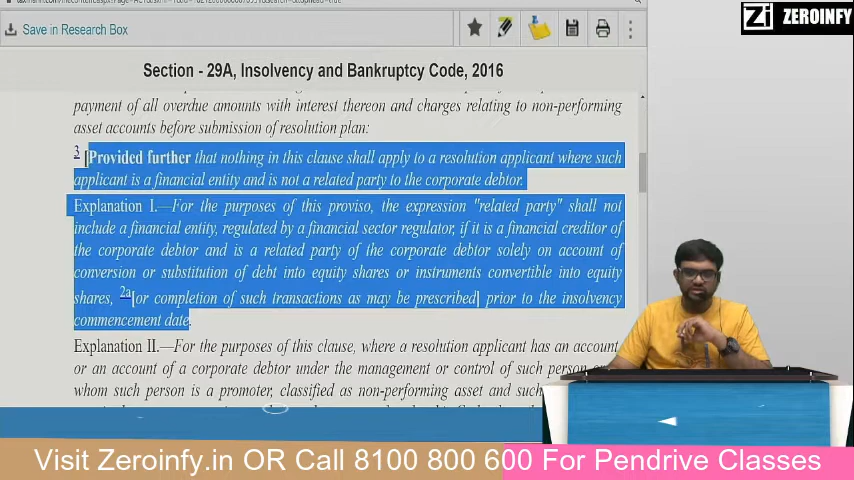 Save in Research Box
Zi ZEROINFY
Section - 29A, Insolvency and Bankruptcy Code, 2016
payment of all overdue amounts with interest thereon and charges relating to non-performing
asset accounts before submission of resolution plan:
3 [Provided further that nothing in this clause shall apply to a resolution applicant where such
applicant is a financial entity and is not a related party to the corporate debtor.
Explanation I.—For the purposes of this proviso, the expression "related party" shall not
include a financial entity, regulated by a financial sector regulator, if it is a financial creditor of
the corporate debtor and is a related party of the corporate debtor solely on account of
conversion or substitution of debt into equity shares or instruments convertible into equity
shares, 2a[or completion of such transactions as may be prescribed] prior to the insolvency
commencement date.
Explanation II.—For the purposes of this clause, where a resolution applicant has an account,
or an account of a corporate debtor under the management or control of such person or
whom such person is a promoter, classified as non-performing asset and such
Visit Zeroinfy.in OR Call 8100 800 600 For Pendrive Classes